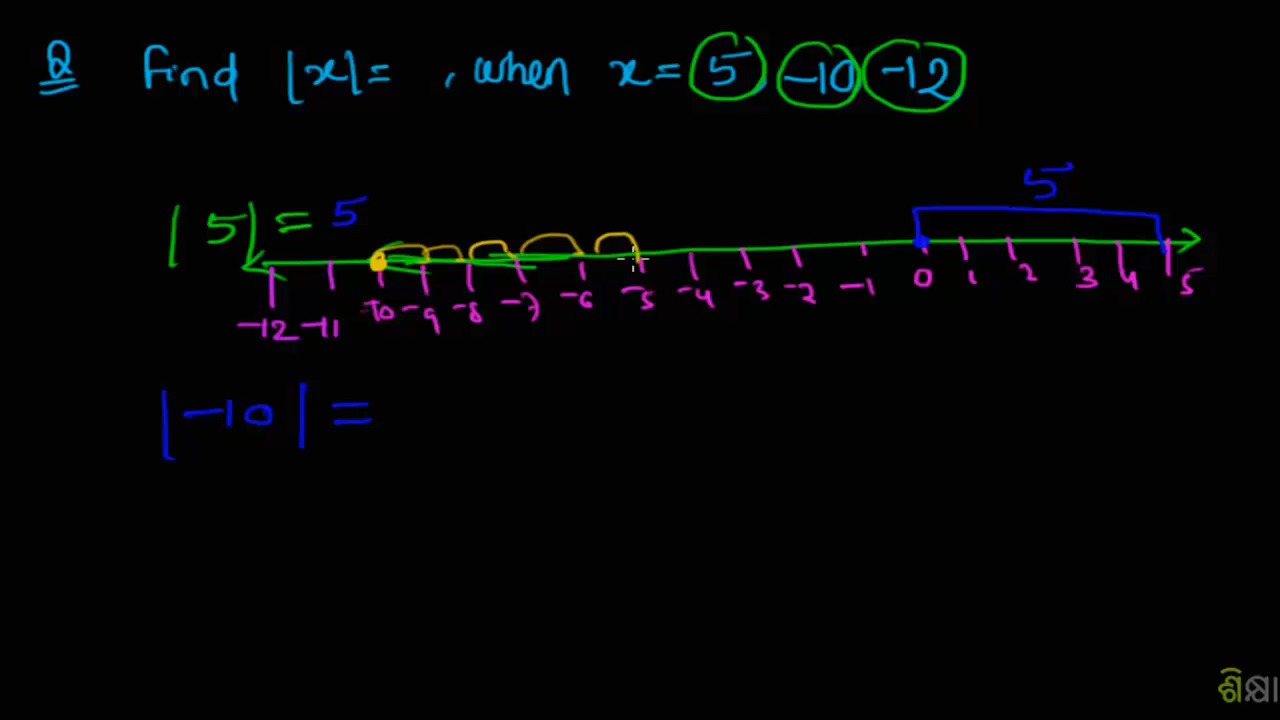 Q Find |x| = , when x = 5, -10, -12
5
|5| = 5
-12 -11 -10 -9 -8 -7 -6 -5 -4 -3 -2 -1 0 1 2 3 4 5
|-10| =
ଶିକ୍ଷା